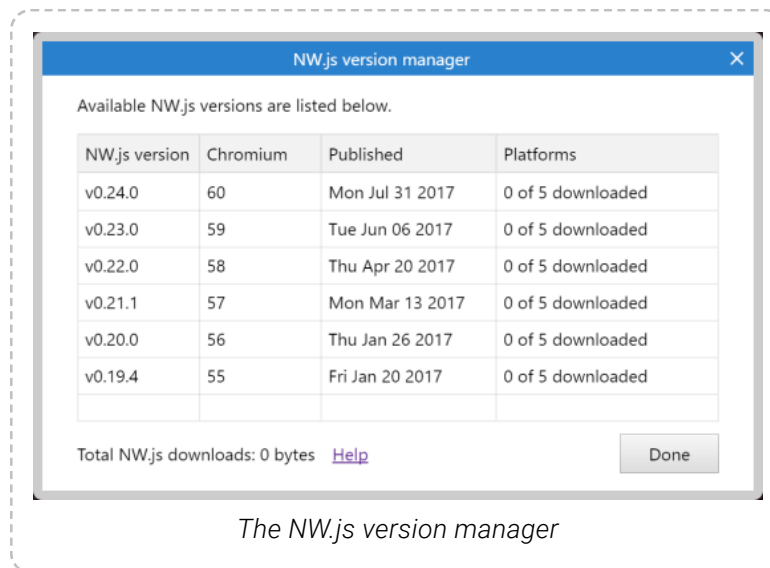 NW.js version manager
Available NW.js versions are listed below.
NW.js version Chromium Published Platforms
v0.24.0 60 Mon Jul 31 2017 0 of 5 downloaded
v0.23.0 59 Tue Jun 06 2017 0 of 5 downloaded
v0.22.0 58 Thu Apr 20 2017 0 of 5 downloaded
v0.21.1 57 Mon Mar 13 2017 0 of 5 downloaded
v0.20.0 56 Thu Jan 26 2017 0 of 5 downloaded
v0.19.4 55 Fri Jan 20 2017 0 of 5 downloaded
Total NW.js downloads: 0 bytes Help Done
The NW.js version manager